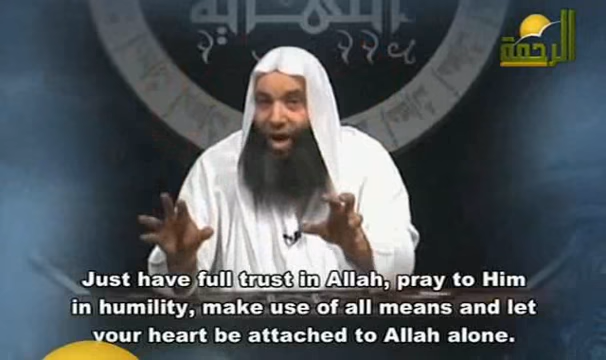 الرحمة
Just have full trust in Allah, pray to Him
in humility, make use of all means and let
your heart be attached to Allah alone.